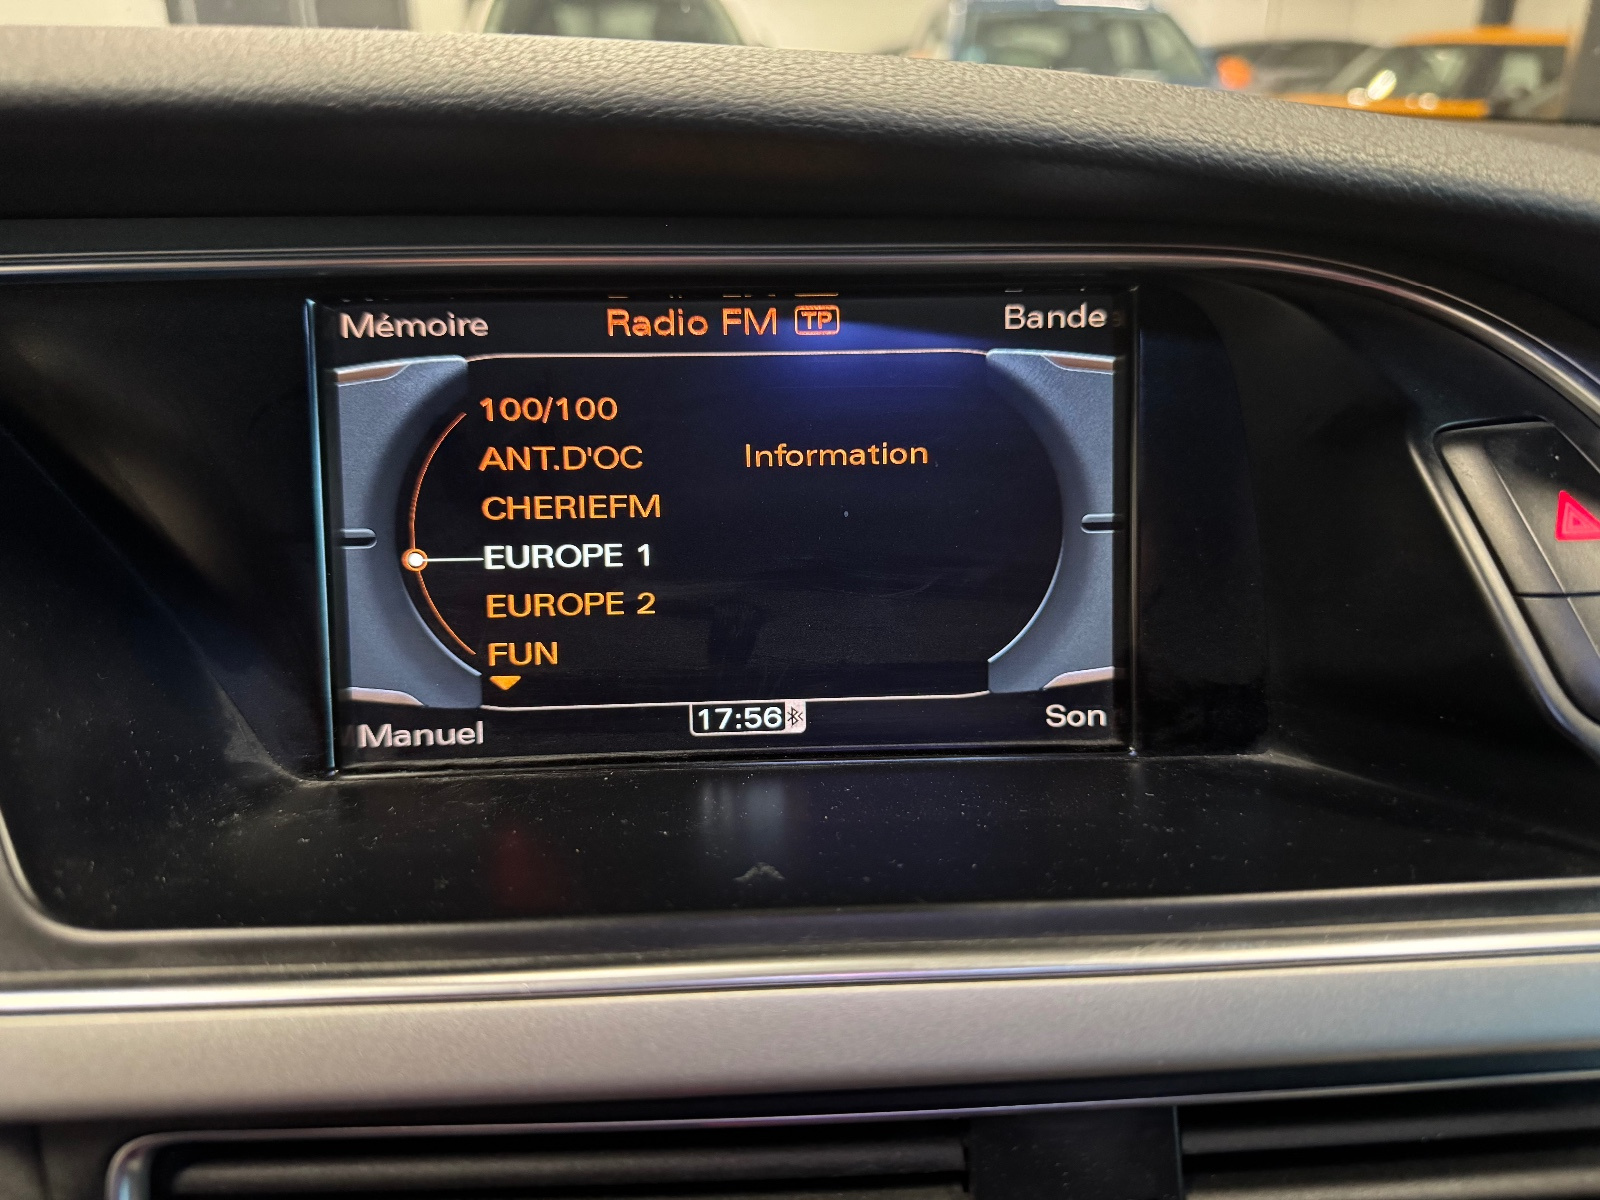 Mémoire Radio FM TP Bande
100/100
ANT.D'OC Information
CHERIEFM
EUROPE 1
EUROPE 2
FUN
Manuel 17:56 Son